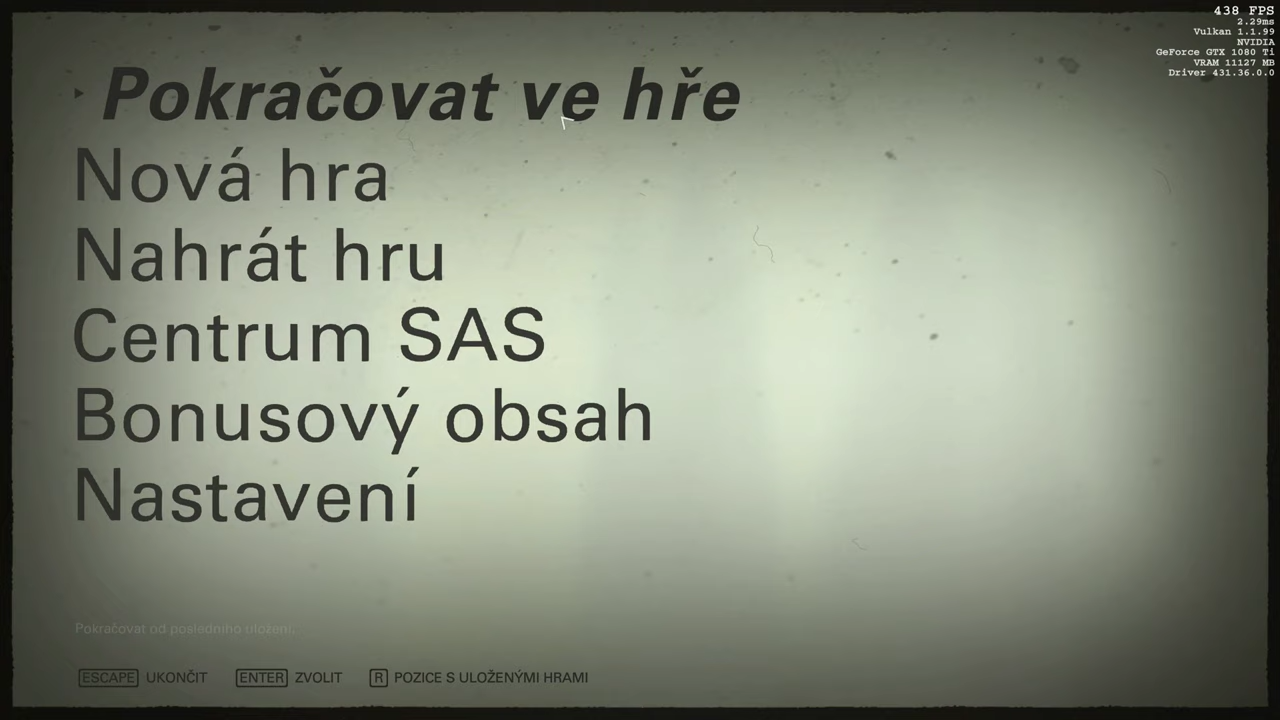 438 FPS
2.29ms
Vulkan 1.1.99
NVIDIA
GeForce GTX 1080 Ti
VRAM 11127 MB
Driver 431.36.0.0
Pokračovat ve hře
Nová hra
Nahrát hru
Centrum SAS
Bonusový obsah
Nastavení
Pokračovat od posledního uložení.
ESCAPE UKONČIT ENTER ZVOLIT R POZICE S ULOŽENÝMI HRAMI